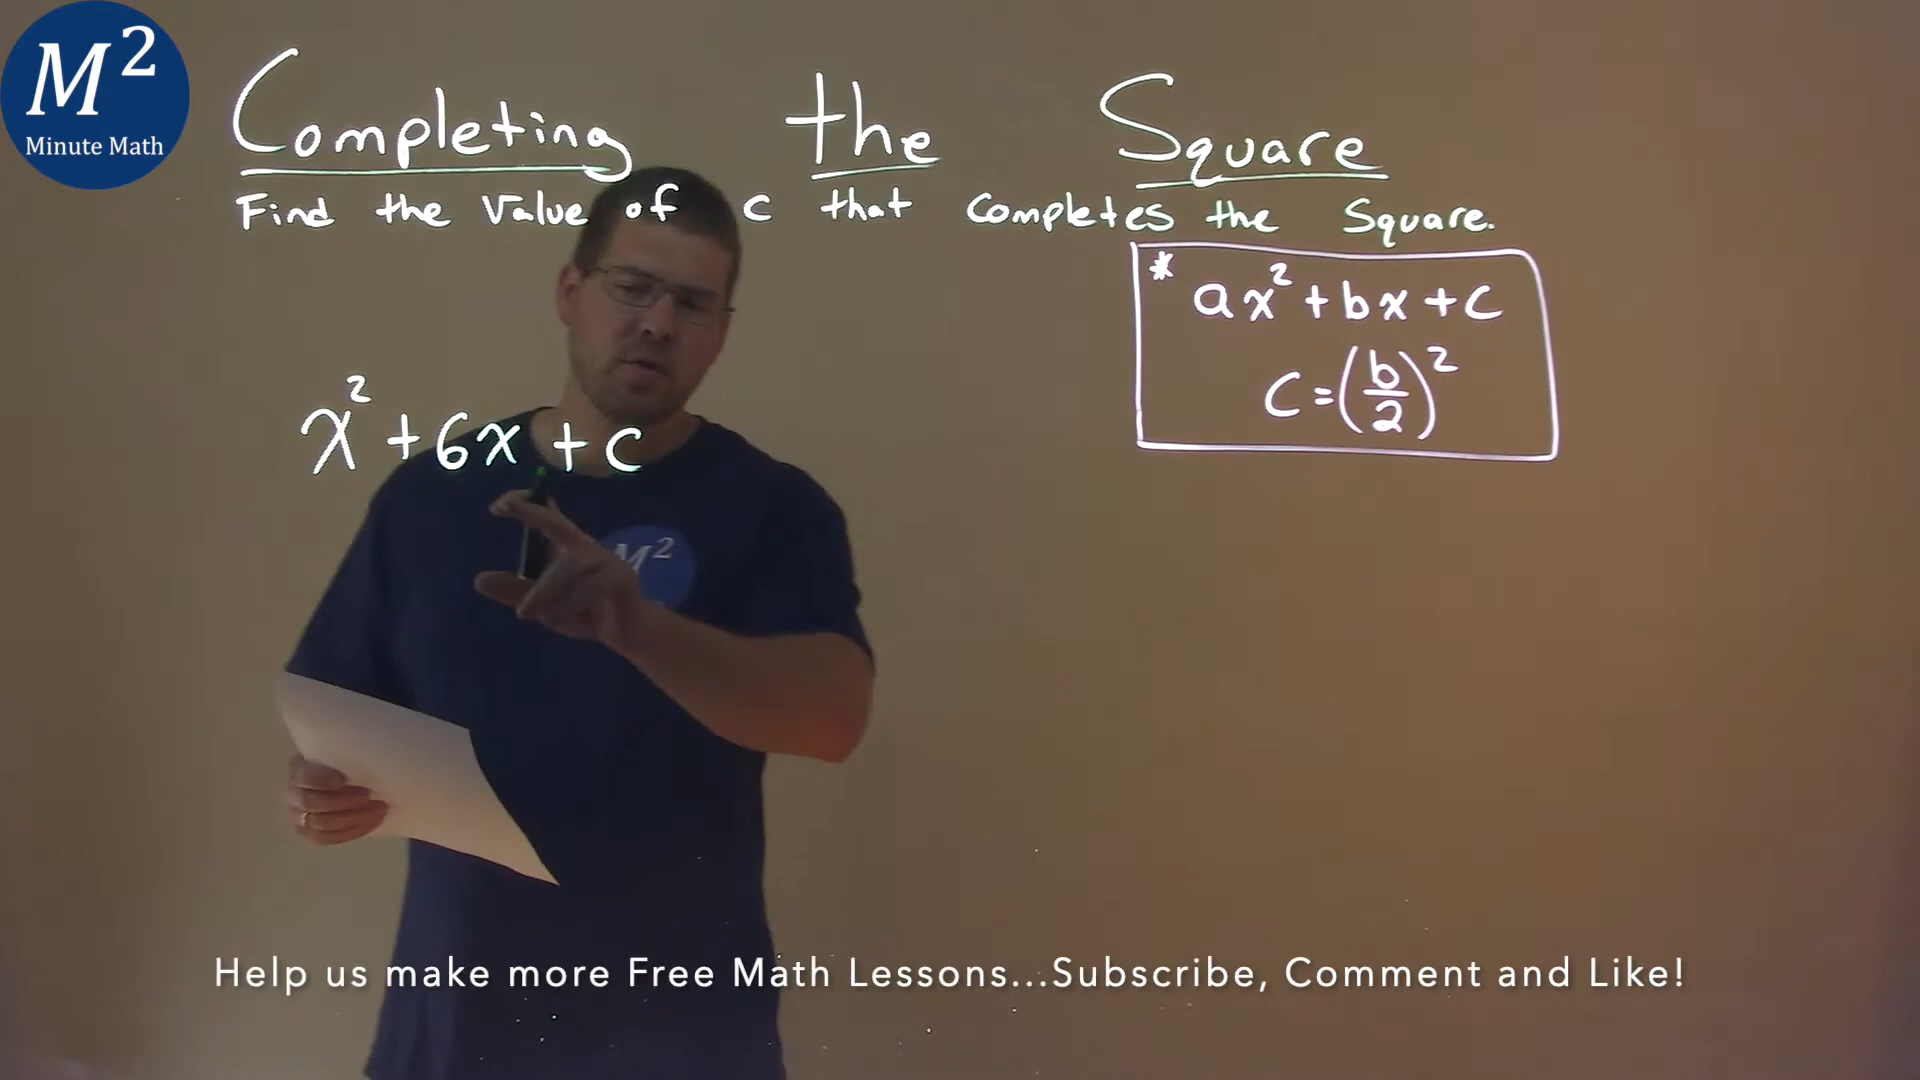 M²
Minute Math
Completing the Square
Find the Value of c that Completes the Square.
* ax² + bx + c
c = (b/2)²
x² + 6x + c
M²
Help us make more Free Math Lessons...Subscribe, Comment and Like!